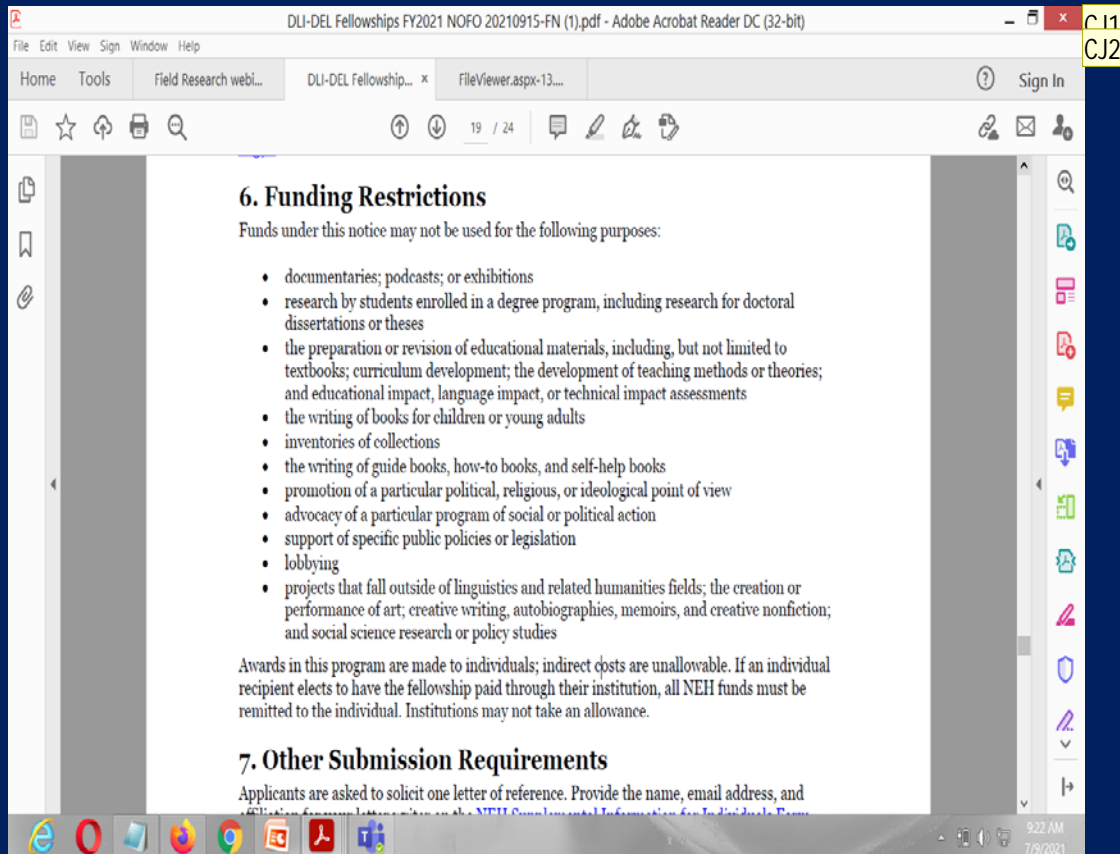 DLI-DEL Fellowships FY2021 NOFO 20210915-FN (1).pdf - Adobe Acrobat Reader DC (32-bit)
CJ1
CJ2
File Edit View Sign Window Help
Home Tools Field Research webi... DLI-DEL Fellowship... × FileViewer.aspx-13.... Sign In
19 / 24
6. Funding Restrictions
Funds under this notice may not be used for the following purposes:
• documentaries; podcasts; or exhibitions
• research by students enrolled in a degree program, including research for doctoral
dissertations or theses
• the preparation or revision of educational materials, including, but not limited to
textbooks; curriculum development; the development of teaching methods or theories;
and educational impact, language impact, or technical impact assessments
• the writing of books for children or young adults
• inventories of collections
• the writing of guide books, how-to books, and self-help books
• promotion of a particular political, religious, or ideological point of view
• advocacy of a particular program of social or political action
• support of specific public policies or legislation
• lobbying
• projects that fall outside of linguistics and related humanities fields; the creation or
performance of art; creative writing, autobiographies, memoirs, and creative nonfiction;
and social science research or policy studies
Awards in this program are made to individuals; indirect costs are unallowable. If an individual
recipient elects to have the fellowship paid through their institution, all NEH funds must be
remitted to the individual. Institutions may not take an allowance.
7. Other Submission Requirements
Applicants are asked to solicit one letter of reference. Provide the name, email address, and
NEH Supplemental Information for Individuals Form
9:22 AM
7/9/2021